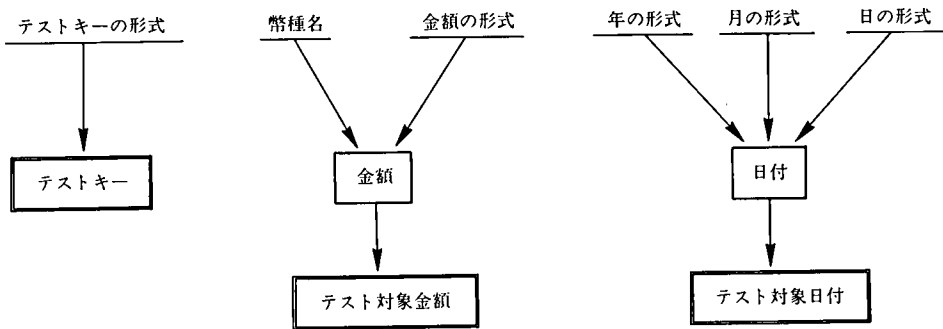 テストキーの形式
幣種名
金額の形式
年の形式
月の形式
日の形式
テストキー
金額
日付
テスト対象金額
テスト対象日付